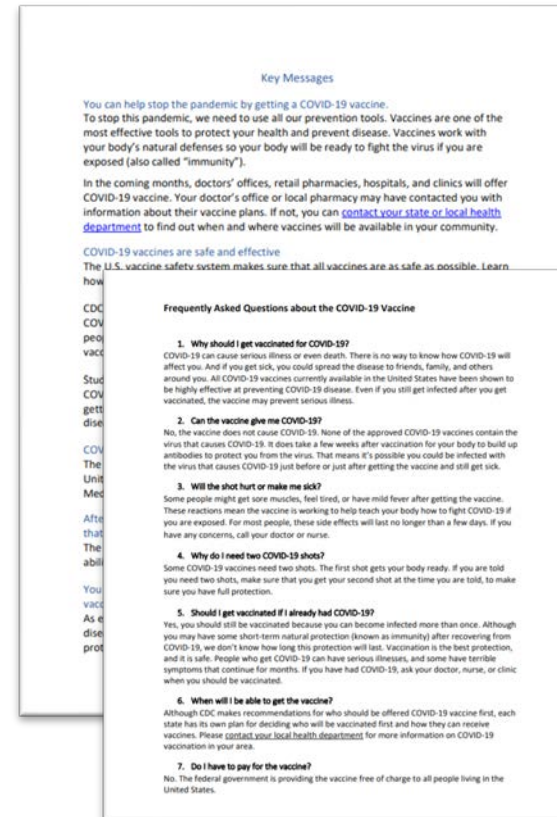 Key Messages
You can help stop the pandemic by getting a COVID-19 vaccine.
To stop this pandemic, we need to use all our prevention tools. Vaccines are one of the
most effective tools to protect your health and prevent disease. Vaccines work with
your body's natural defenses so your body will be ready to fight the virus if you are
exposed (also called "immunity").
In the coming months, doctors' offices, retail pharmacies, hospitals, and clinics will offer
COVID-19 vaccine. Your doctor's office or local pharmacy may have contacted you with
information about their vaccine plans. If not, you can contact your state or local health
department to find out when and where vaccines will be available in your community.
COVID-19 vaccines are safe and effective
The U.S. vaccine safety system makes sure that all vaccines are as safe as possible. Learn
how
CDC
COV
peo
vacc
Stud
COV
gett
dise
COV
The
Unit
Med
Afte
that
The
abili
You
vacc
As e
dise
prot
Frequently Asked Questions about the COVID-19 Vaccine
1. Why should I get vaccinated for COVID-19?
COVID-19 can cause serious illness or even death. There is no way to know how COVID-19 will
affect you. And if you get sick, you could spread the disease to friends, family, and others
around you. All COVID-19 vaccines currently available in the United States have been shown to
be highly effective at preventing COVID-19 disease. Even if you still get infected after you get
vaccinated, the vaccine may prevent serious illness.
2. Can the vaccine give me COVID-19?
No, the vaccine does not cause COVID-19. None of the approved COVID-19 vaccines contain the
virus that causes COVID-19. It does take a few weeks after vaccination for your body to build up
antibodies to protect you from the virus. That means it's possible you could be infected with
the virus that causes COVID-19 just before or just after getting the vaccine and still get sick.
3. Will the shot hurt or make me sick?
Some people might get sore muscles, feel tired, or have mild fever after getting the vaccine.
These reactions mean the vaccine is working to help teach your body how to fight COVID-19 if
you are exposed. For most people, these side effects will last no longer than a few days. If you
have any concerns, call your doctor or nurse.
4. Why do I need two COVID-19 shots?
Some COVID-19 vaccines need two shots. The first shot gets your body ready. If you are told
you need two shots, make sure that you get your second shot at the time you are told, to make
sure you have full protection.
5. Should I get vaccinated if I already had COVID-19?
Yes, you should still be vaccinated because you can become infected more than once. Although
you may have some short-term natural protection (known as immunity) after recovering from
COVID-19, we don't know how long this protection will last. Vaccination is the best protection,
and it is safe. People who get COVID-19 can have serious illnesses, and some have terrible
symptoms that continue for months. If you have had COVID-19, ask your doctor, nurse, or clinic
when you should be vaccinated.
6. When will I be able to get the vaccine?
Although CDC makes recommendations for who should be offered COVID-19 vaccine first, each
state has its own plan for deciding who will be vaccinated first and how they can receive
vaccines. Please contact your local health department for more information on COVID-19
vaccination in your area.
7. Do I have to pay for the vaccine?
No. The federal government is providing the vaccine free of charge to all people living in the
United States.